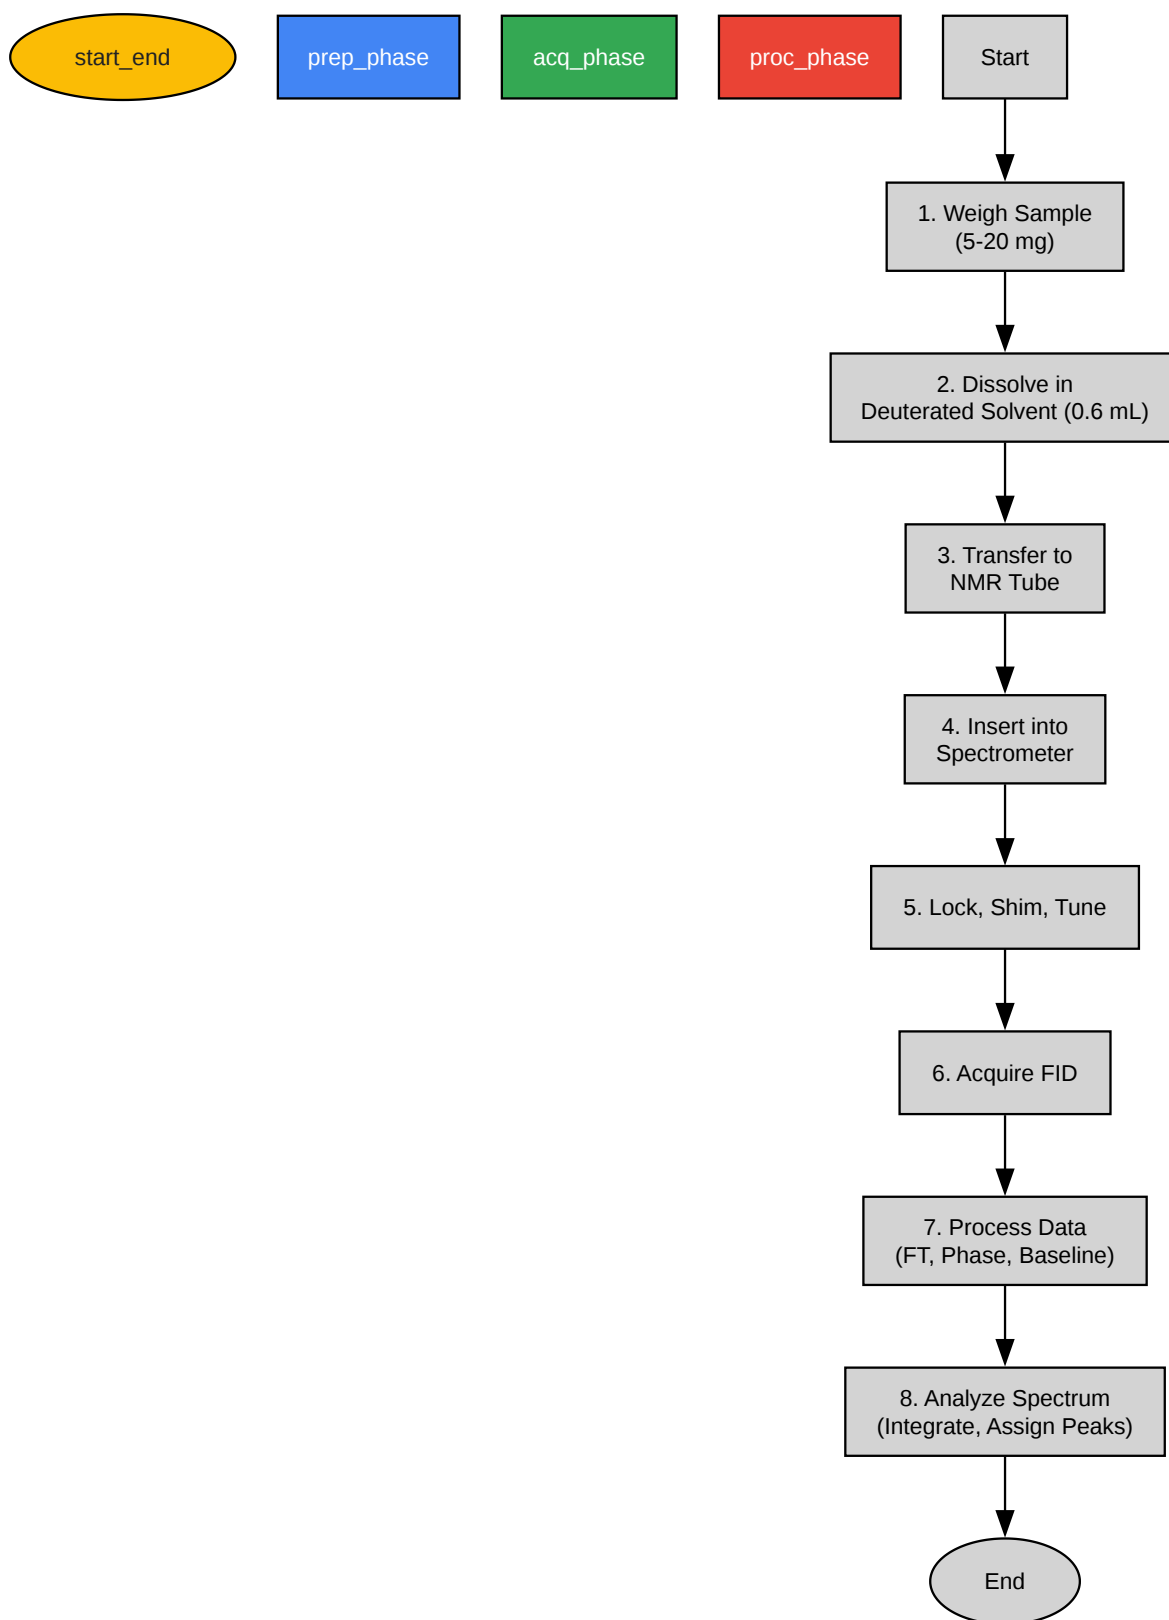 start_end
prep_phase
acq_phase
proc_phase
Start
1. Weigh Sample
(5-20 mg)
2. Dissolve in
Deuterated Solvent (0.6 mL)
3. Transfer to
NMR Tube
4. Insert into
Spectrometer
5. Lock, Shim, Tune
6. Acquire FID
7. Process Data
(FT, Phase, Baseline)
8. Analyze Spectrum
(Integrate, Assign Peaks)
End